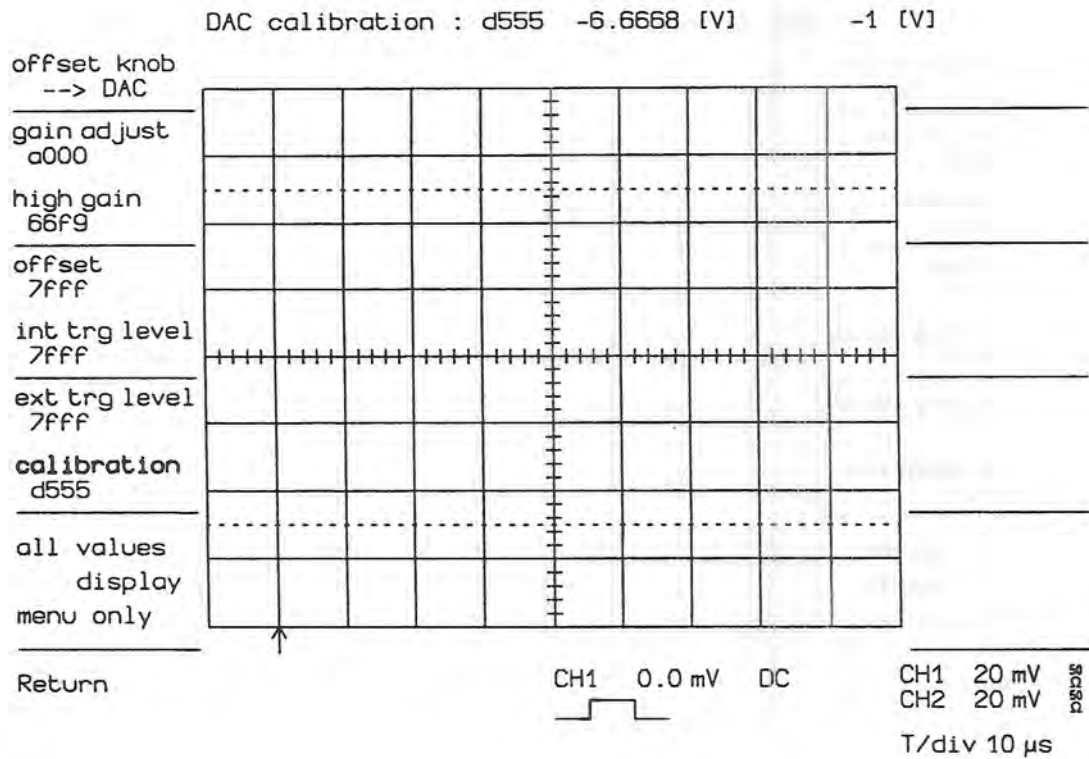 DAC calibration : d555 -6.6668 [V] -1 [V]
offset knob
--> DAC
gain adjust
a000
high gain
66f9
offset
7fff
int trg level
7fff
ext trg level
7fff
calibration
d555
all values
display
menu only
Return
CH1 0.0 mV DC
CH1 20 mV
CH2 20 mV
T/div 10 µs